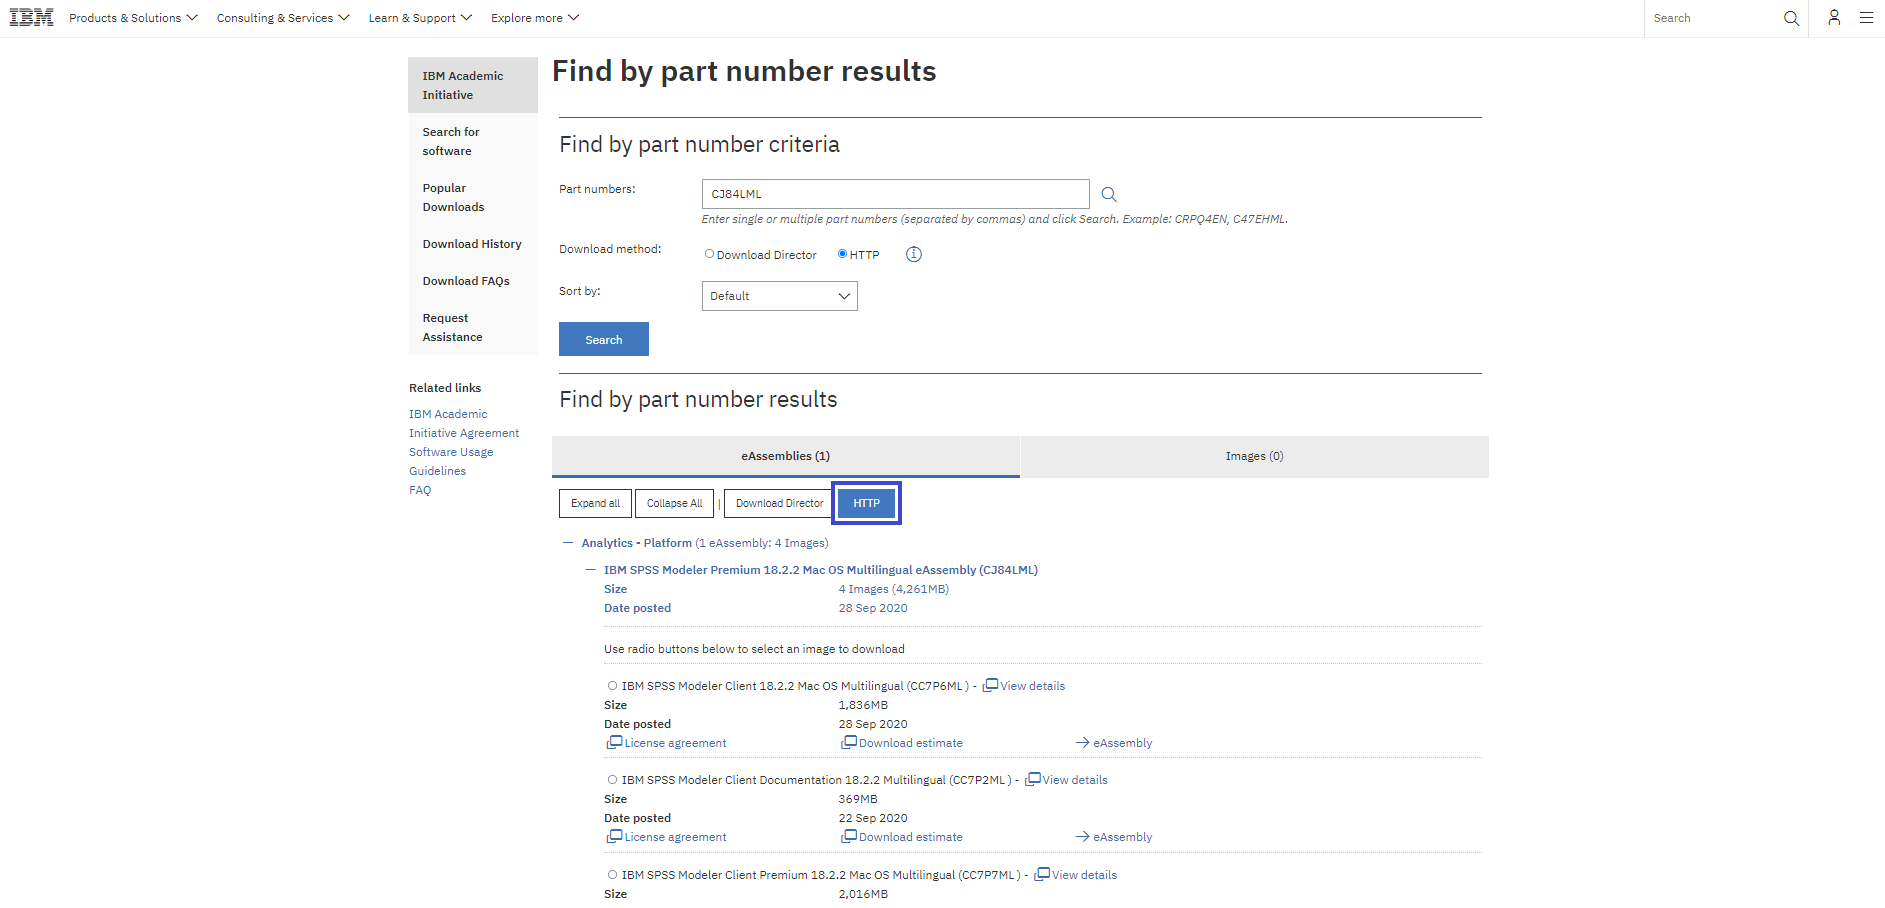 IBM Products & Solutions Consulting & Services Learn & Support Explore more Search
IBM Academic
Initiative
Search for
software
Popular
Downloads
Download History
Download FAQs
Request
Assistance
Related links
IBM Academic
Initiative Agreement
Software Usage
Guidelines
FAQ
Find by part number results
Find by part number criteria
Part numbers: CJ84LML
Enter single or multiple part numbers (separated by commas) and click Search. Example: CRPQ4EN, C47EHML.
Download method: Download Director HTTP
Sort by: Default
Search
Find by part number results
eAssemblies (1) Images (0)
Expand all Collapse All | Download Director HTTP
Analytics - Platform (1 eAssembly: 4 Images)
IBM SPSS Modeler Premium 18.2.2 Mac OS Multilingual eAssembly (CJ84LML)
Size 4 Images (4,261MB)
Date posted 28 Sep 2020
Use radio buttons below to select an image to download
IBM SPSS Modeler Client 18.2.2 Mac OS Multilingual (CC7P6ML ) - View details
Size 1,836MB
Date posted 28 Sep 2020
License agreement Download estimate eAssembly
IBM SPSS Modeler Client Documentation 18.2.2 Multilingual (CC7P2ML ) - View details
Size 369MB
Date posted 22 Sep 2020
License agreement Download estimate eAssembly
IBM SPSS Modeler Client Premium 18.2.2 Mac OS Multilingual (CC7P7ML ) - View details
Size 2,016MB